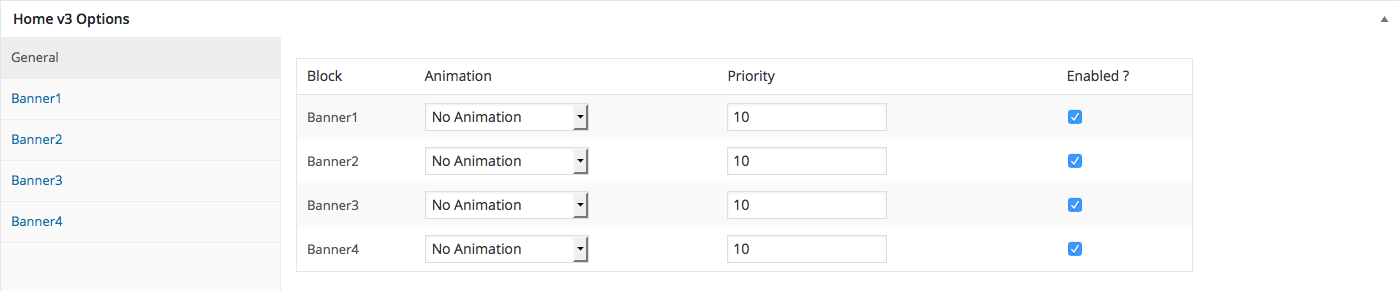 Home v3 Options
General
Banner1
Banner2
Banner3
Banner4
Block Animation Priority Enabled ?
Banner1 No Animation 10
Banner2 No Animation 10
Banner3 No Animation 10
Banner4 No Animation 10